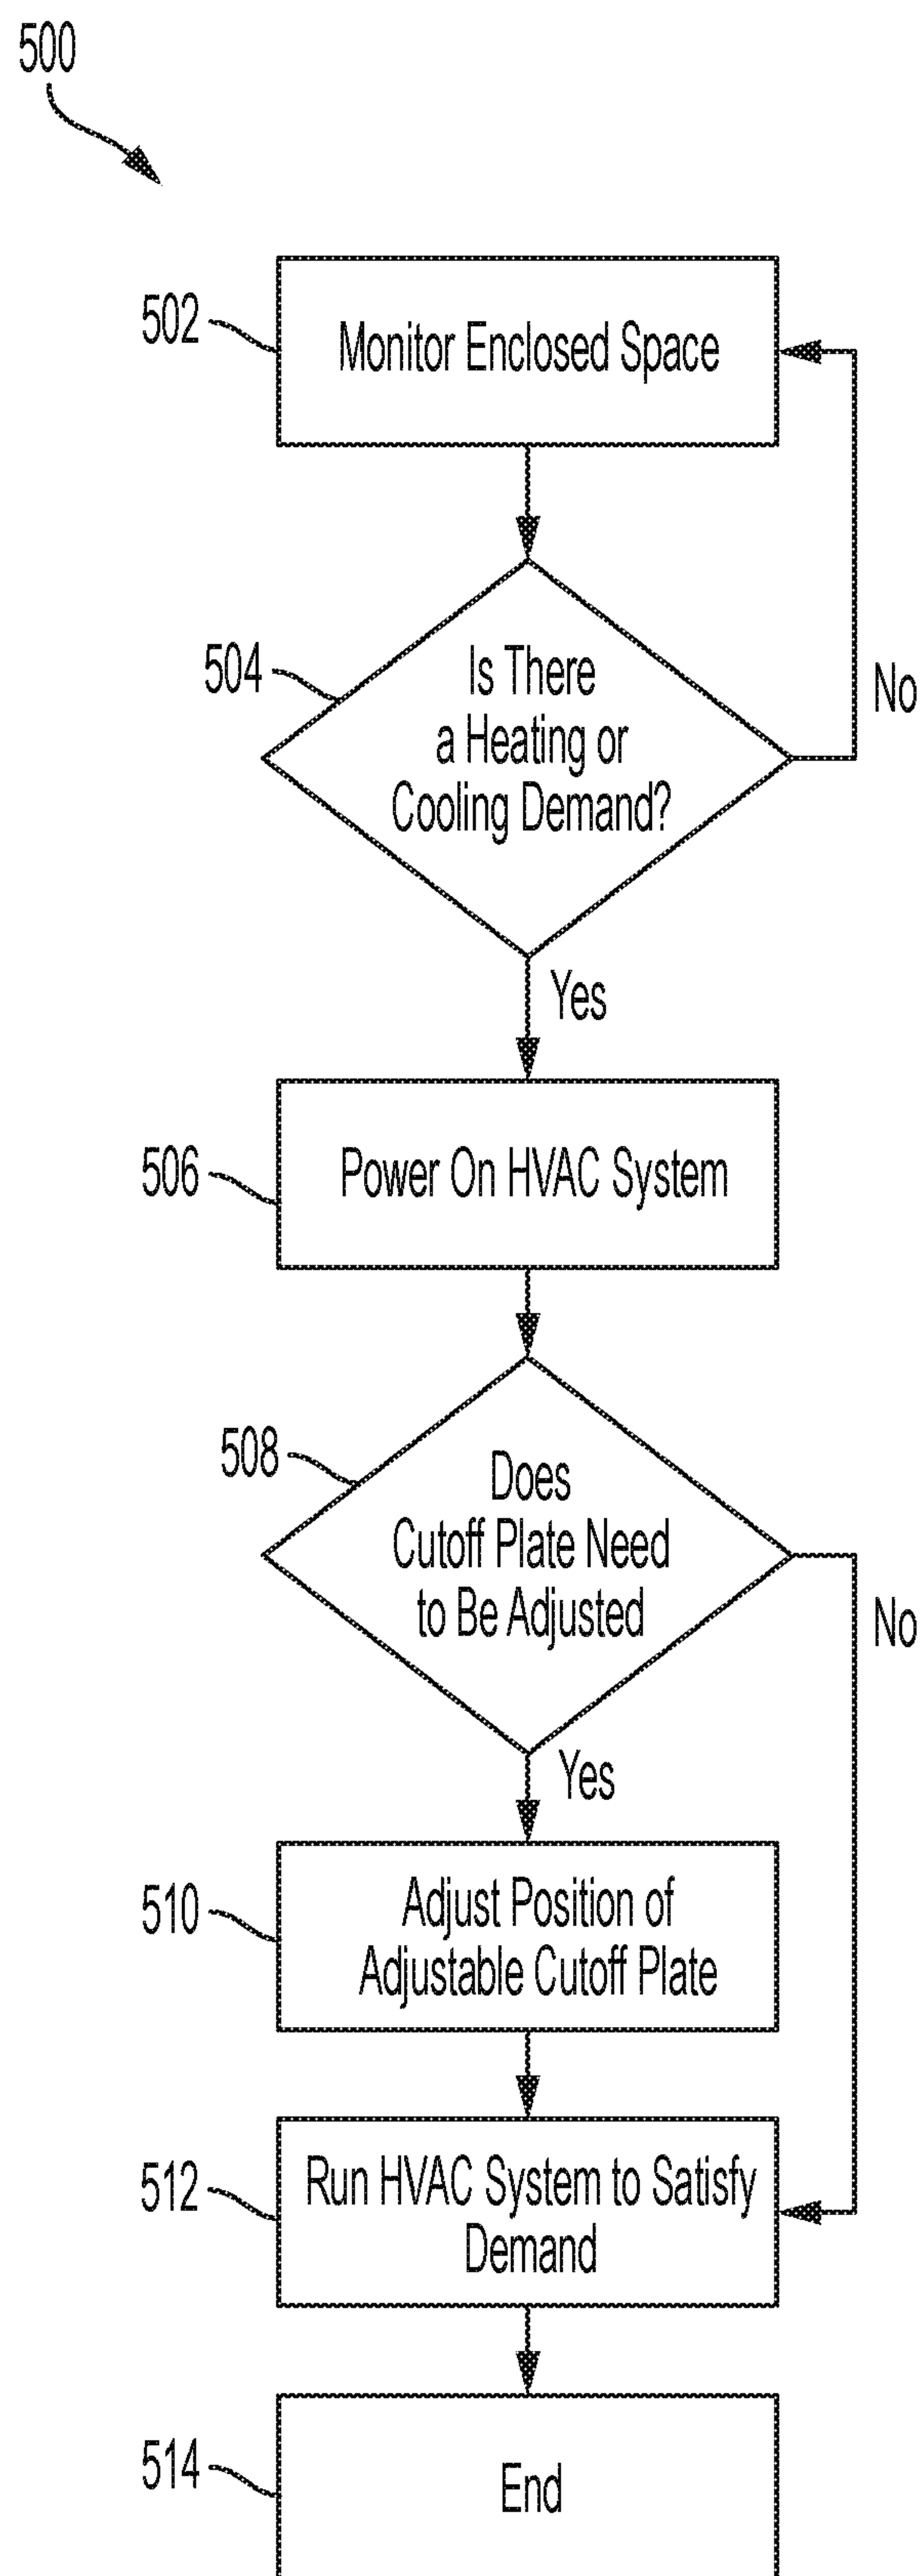 500
502
Monitor Enclosed Space
504
Is There
a Heating or
Cooling Demand?
No
Yes
506
Power On HVAC System
508
Does
Cutoff Plate Need
to Be Adjusted
No
Yes
510
Adjust Position of
Adjustable Cutoff Plate
512
Run HVAC System to Satisfy
Demand
514
End